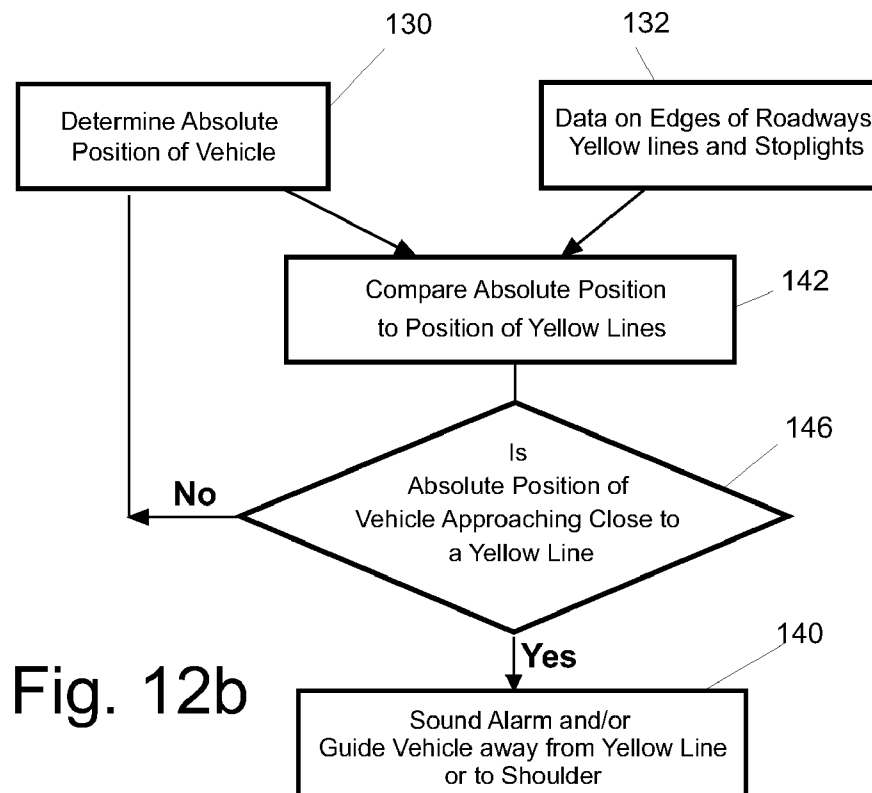 130
132
Determine Absolute
Position of Vehicle
Data on Edges of Roadways
Yellow lines and Stoplights
Compare Absolute Position
to Position of Yellow Lines
142
Is
Absolute Position of
Vehicle Approaching Close to
a Yellow Line
146
No
Yes
140
Sound Alarm and/or
Guide Vehicle away from Yellow Line
or to Shoulder
Fig. 12b